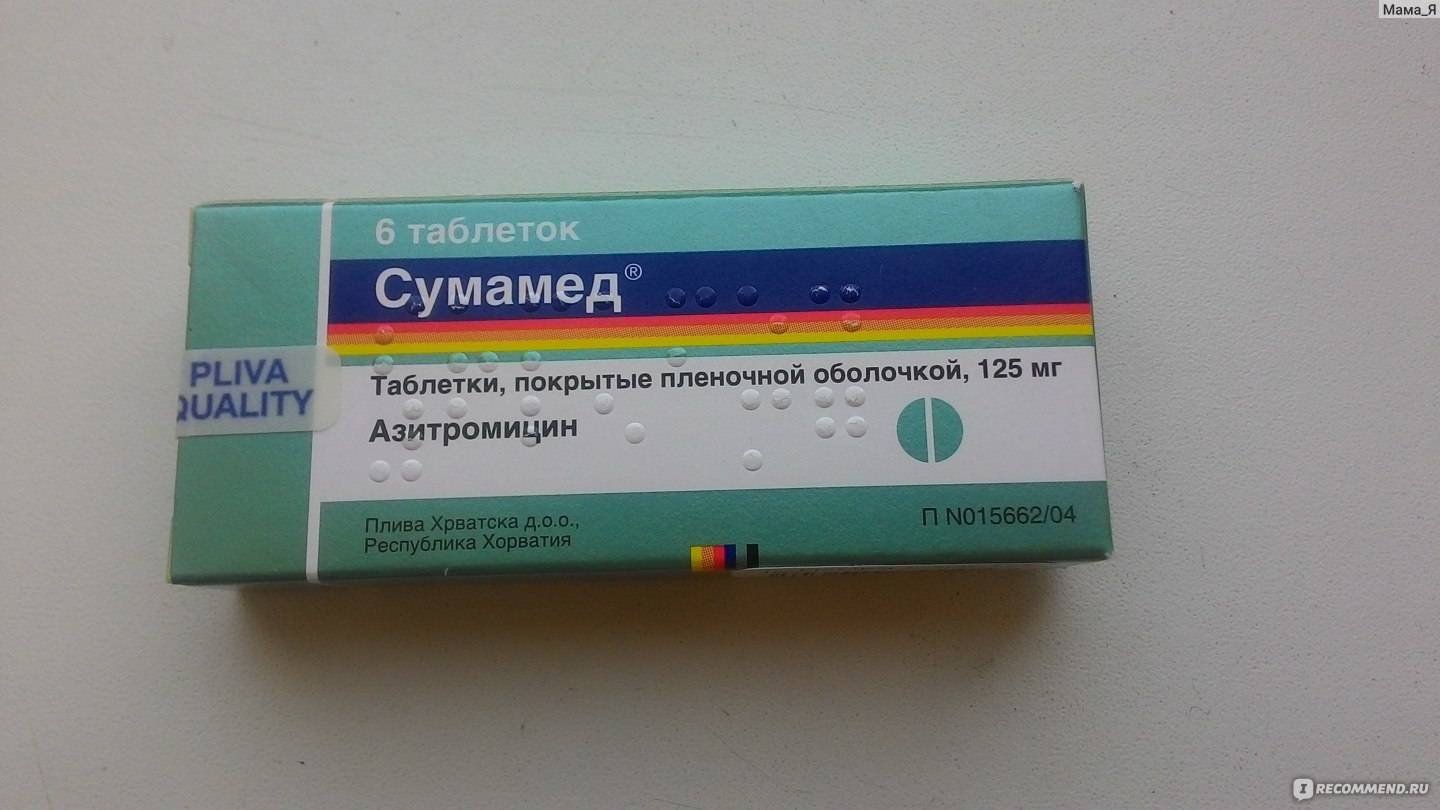 Мама_Я
6 таблеток
Сумамед®
PLIVA
QUALITY
Таблетки, покрытые пленочной оболочкой, 125 мг
Азитромицин
Плива Хрватска д.о.о.,
Республика Хорватия
П N015662/04
IRECOMMEND.RU